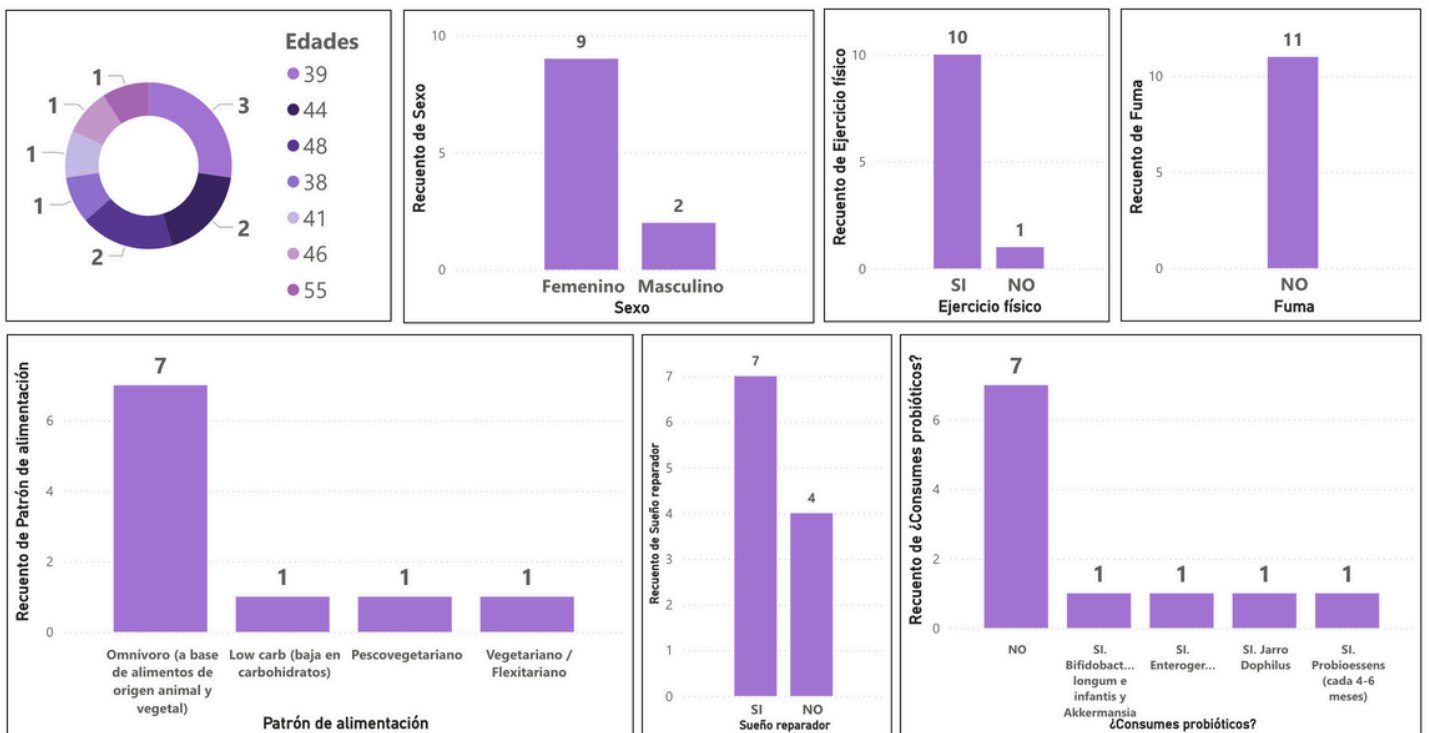 Edades
39
44
48
38
41
46
55
3
2
2
1
1
1
1
Recuento de Sexo
10
5
0
9
2
Femenino
Masculino
Sexo
Recuento de Ejercicio físico
10
5
0
10
1
SI
NO
Ejercicio físico
Recuento de Fuma
10
5
0
11
NO
Fuma
Recuento de Patrón de alimentación
6
4
2
0
7
1
1
1
Omnívoro (a base
de alimentos de
origen animal y
vegetal)
Low carb (baja en
carbohidratos)
Pescovegetariano
Vegetariano /
Flexitariano
Patrón de alimentación
Recuento de Sueño reparador
7
6
5
4
3
2
1
0
7
4
SI
NO
Sueño reparador
Recuento de ¿Consumes probióticos?
6
4
2
0
7
1
1
1
1
NO
SI.
Bifidobact...
longum e
infantis y
Akkermansia
SI.
Enteroger...
SI. Jarro
Dophilus
SI.
Probioessens
(cada 4-6
meses)
¿Consumes probióticos?